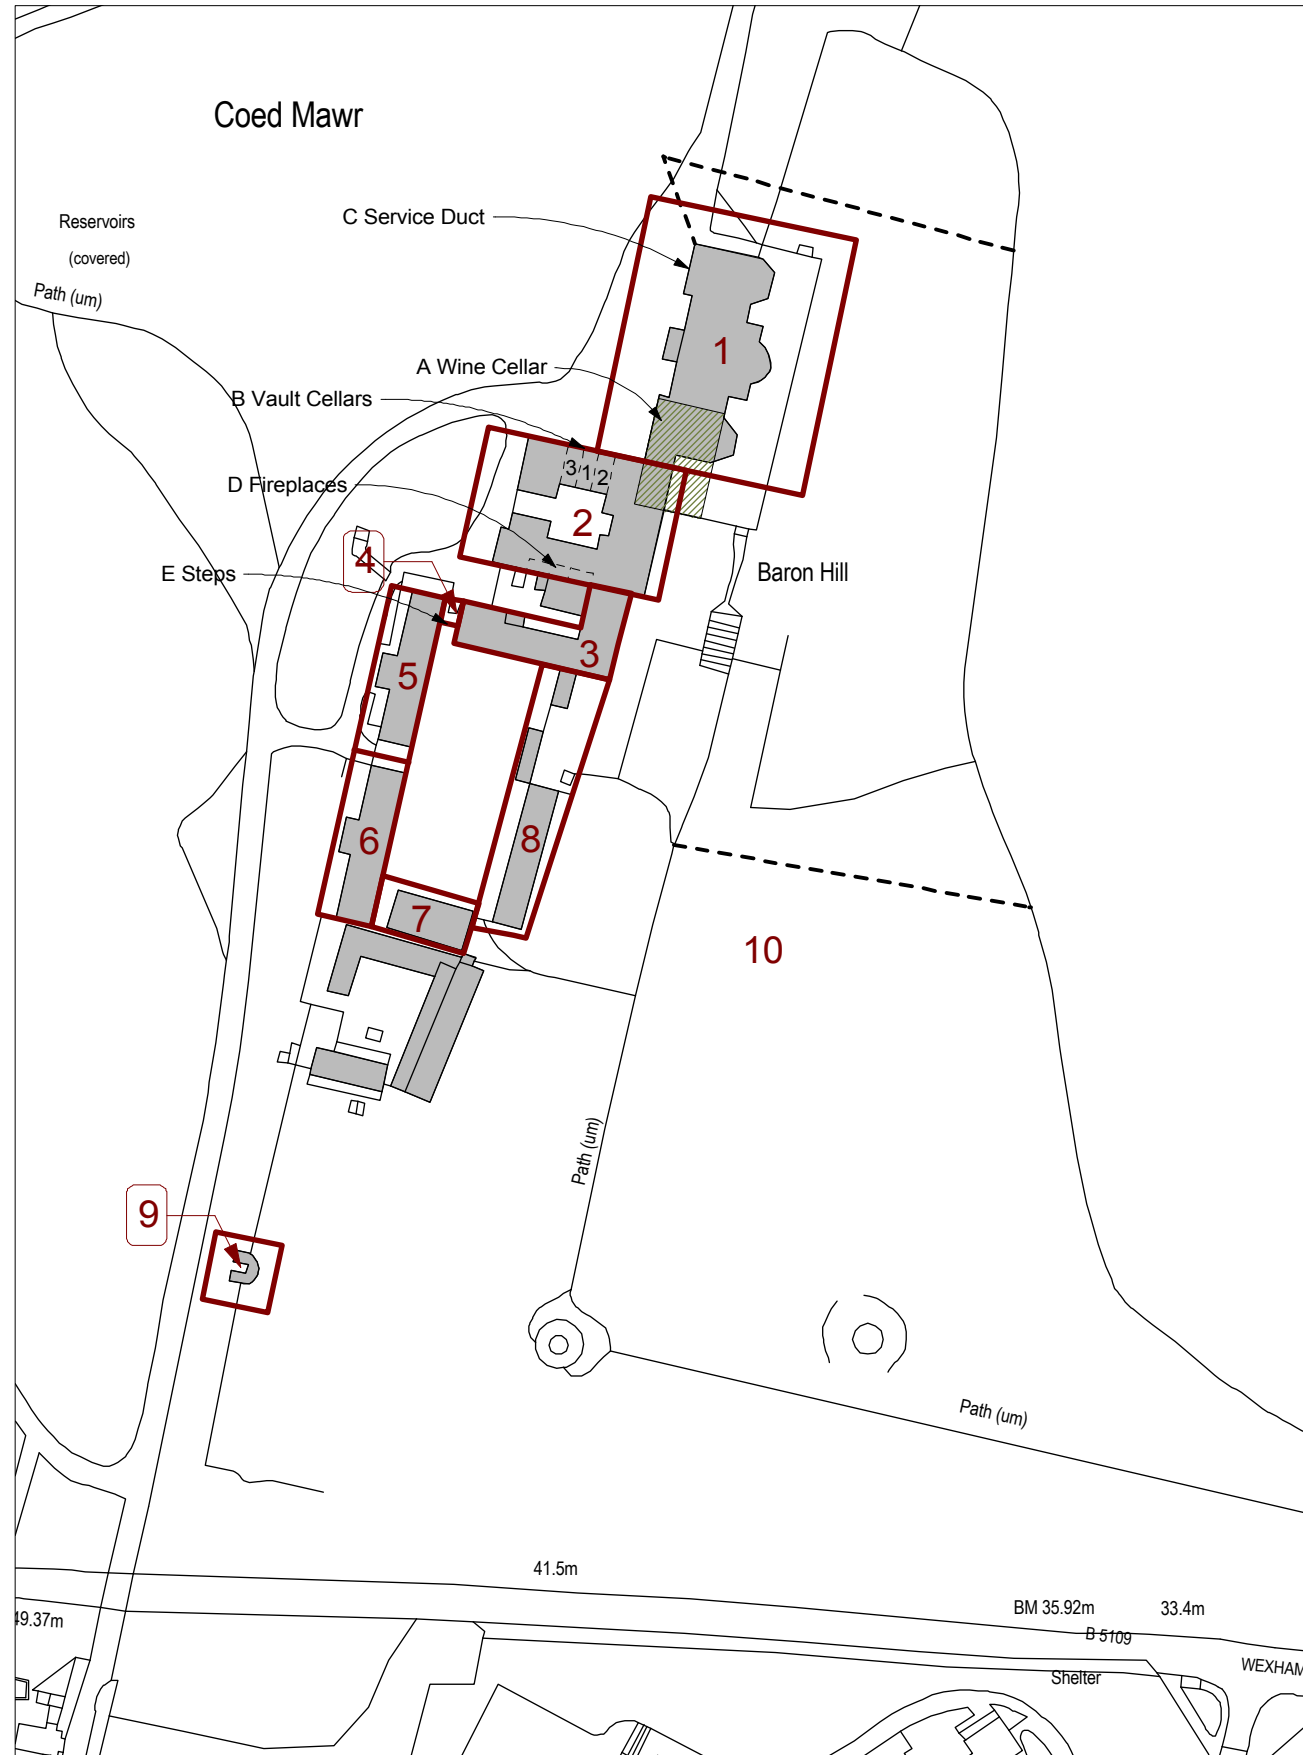 Coed Mawr
C Service Duct
Reservoirs
(covered)
Path (um)
1
A Wine Cellar
B Vault Cellars
3 1 2
D Fireplaces
2
4
E Steps
Baron Hill
3
5
6
8
7
10
Path (um)
9
Path (um)
41.5m
BM 35.92m
33.4m
49.37m
B 5109
WEXHAM
Shelter